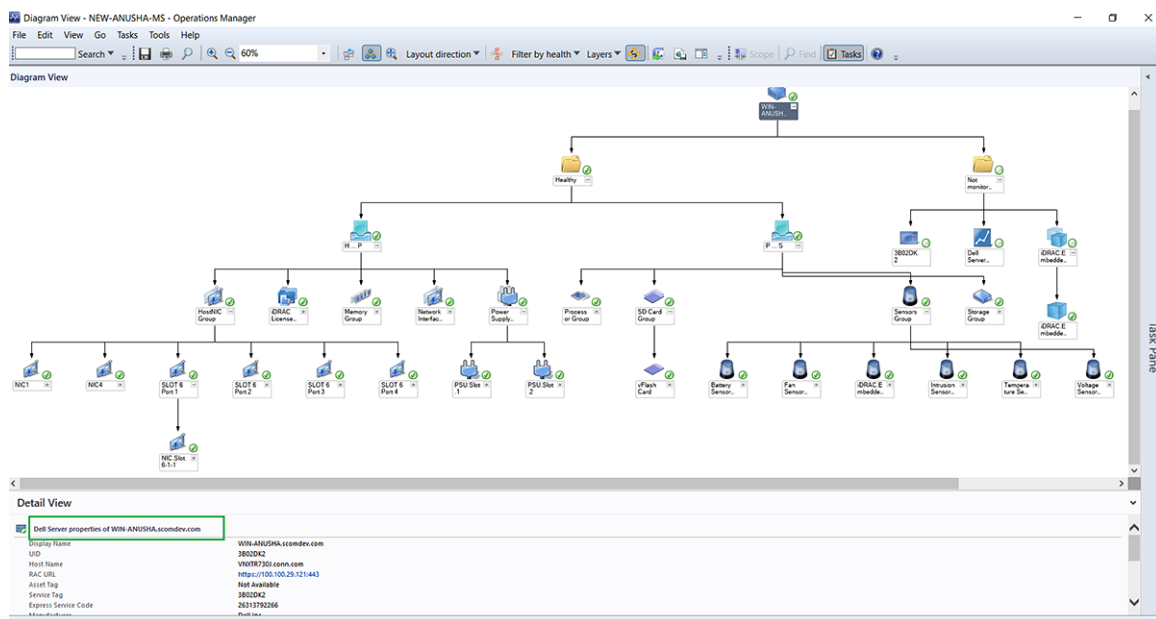 Diagram View - NEW-ANUSHA-MS - Operations Manager
File Edit View Go Tasks Tools Help
Search 60% Layout direction Filter by health Layers Scope Find Tasks
Diagram View
WIN-
ANUSH..
Healthy
Not
monitor..
H ... P
P ... S
3B02DK
2
Dell
Server...
iDRAC.E
mbedde..
HostNIC
Group
iDRAC
License..
Memory
Group
Network
Interfac..
Power
Supply..
Process
or Group
SD Card
Group
Sensors
Group
Storage
Group
iDRAC.E
mbedde..
NIC1
NIC4
SLOT 6
Port 1
SLOT 6
Port 2
SLOT 6
Port 3
SLOT 6
Port 4
PSU.Slot
.1
PSU.Slot
.2
vFlash
Card
Battery
Sensor..
Fan
Sensor..
iDRAC.E
mbedde..
Intrusion
Sensor..
Tempera
ture Se..
Voltage
Sensor..
NIC.Slot
6-1-1
Task Pane
Detail View
Dell Server properties of WIN-ANUSHA.scomdev.com
Display Name WIN-ANUSHA.scomdev.com
UID 3B02DK2
Host Name VNXTR730J.conn.com
RAC URL https://100.100.29.121:443
Asset Tag Not Available
Service Tag 3B02DK2
Express Service Code 26313792266
Manufacturer Dell Inc.